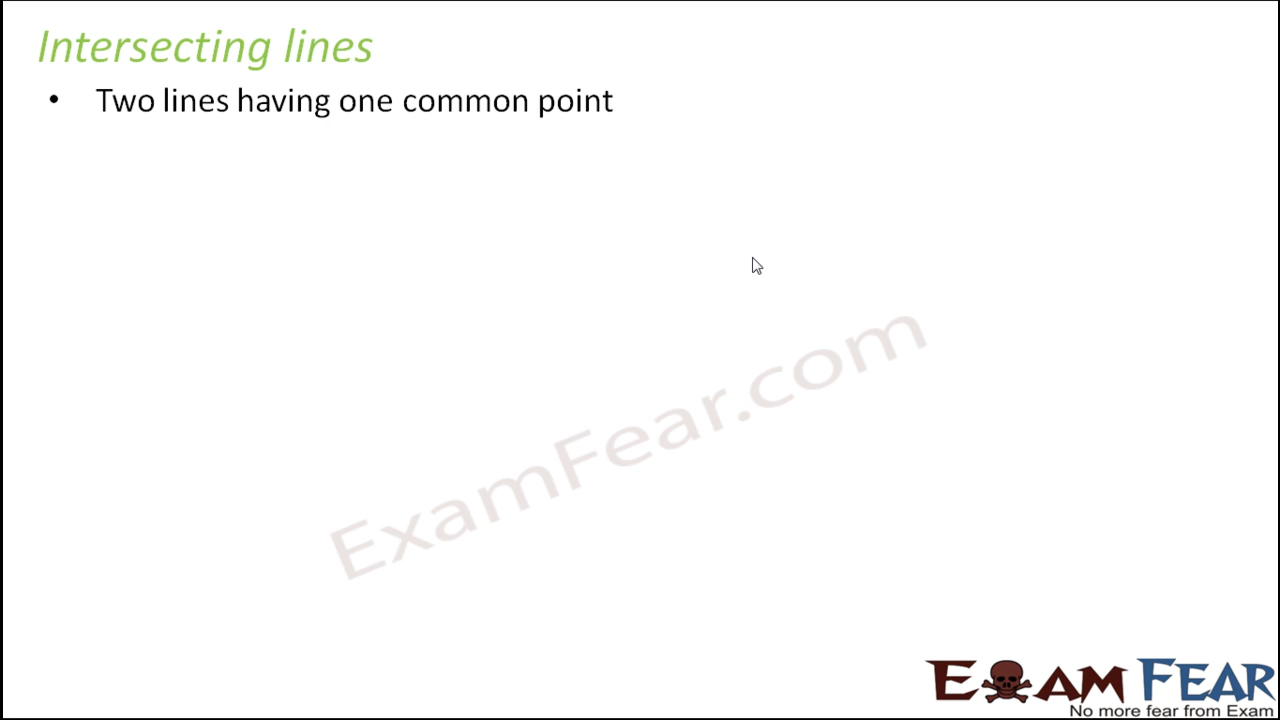 Intersecting lines
• Two lines having one common point
ExamFear.com
EXAM FEAR
No more fear from Exam